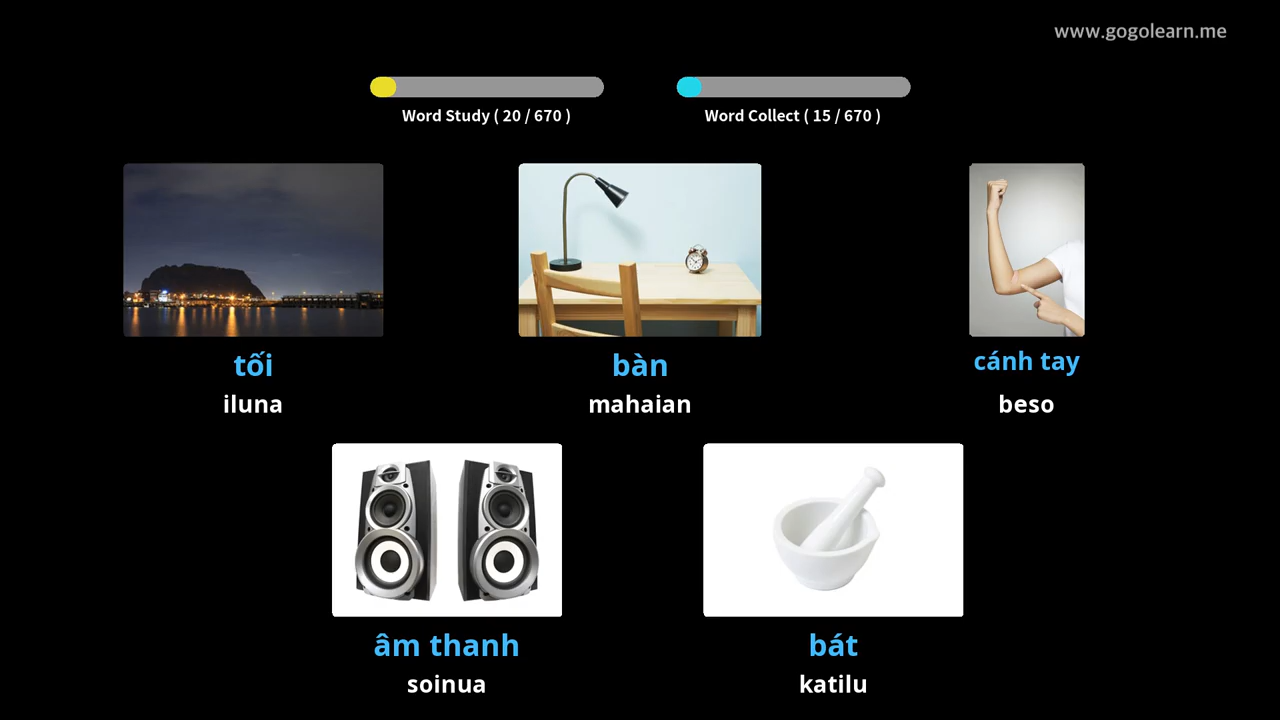 www.gogolearn.me
Word Study ( 20 / 670 )
Word Collect ( 15 / 670 )
tối
bàn
cánh tay
iluna
mahaian
beso
âm thanh
bát
soinua
katilu